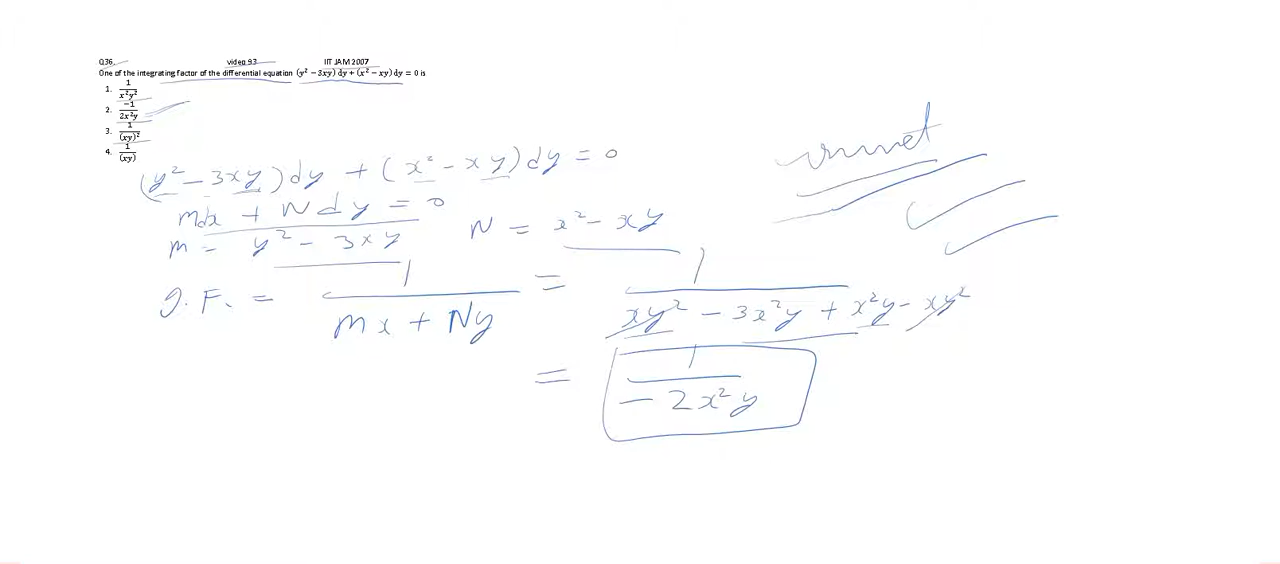 Q36. video 93 IIT JAM 2007
One of the integrating factor of the differential equation (y² − 3xy) dy + (x² − xy) dy = 0 is
1. 1/x²y²
2. −1/2x²y
3. 1/(xy)²
4. 1/(xy)
(y² − 3xy) dy + (x² − xy) dy = 0
Mdx + Ndy = 0
M = y² − 3xy N = x² − xy
I.F. = 1/(Mx + Ny) = 1/(xy² − 3x²y + x²y − xy²)
= 1/(−2x²y)